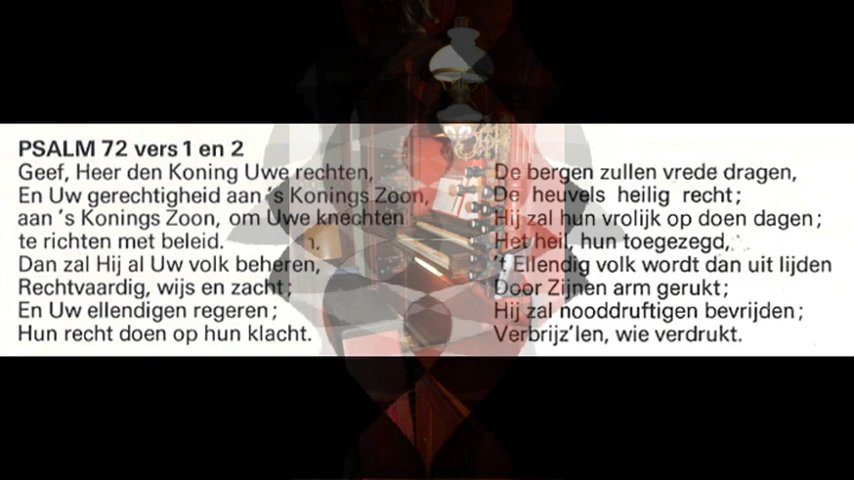 PSALM 72 vers 1 en 2
Geef, Heer den Koning Uwe rechten,
En Uw gerechtigheid aan 's Konings Zoon,
aan 's Konings Zoon, om Uwe knechten
te richten met beleid.
Dan zal Hij al Uw volk beheren,
Rechtvaardig, wijs en zacht;
En Uw ellendigen regeren;
Hun recht doen op hun klacht.
De bergen zullen vrede dragen,
De heuvels heilig recht;
Hij zal hun vrolijk op doen dagen;
Het heil, hun toegezegd,
't Ellendig volk wordt dan uit lijden
Door Zijnen arm gerukt;
Hij zal nooddruftigen bevrijden;
Verbrijz'len, wie verdrukt.